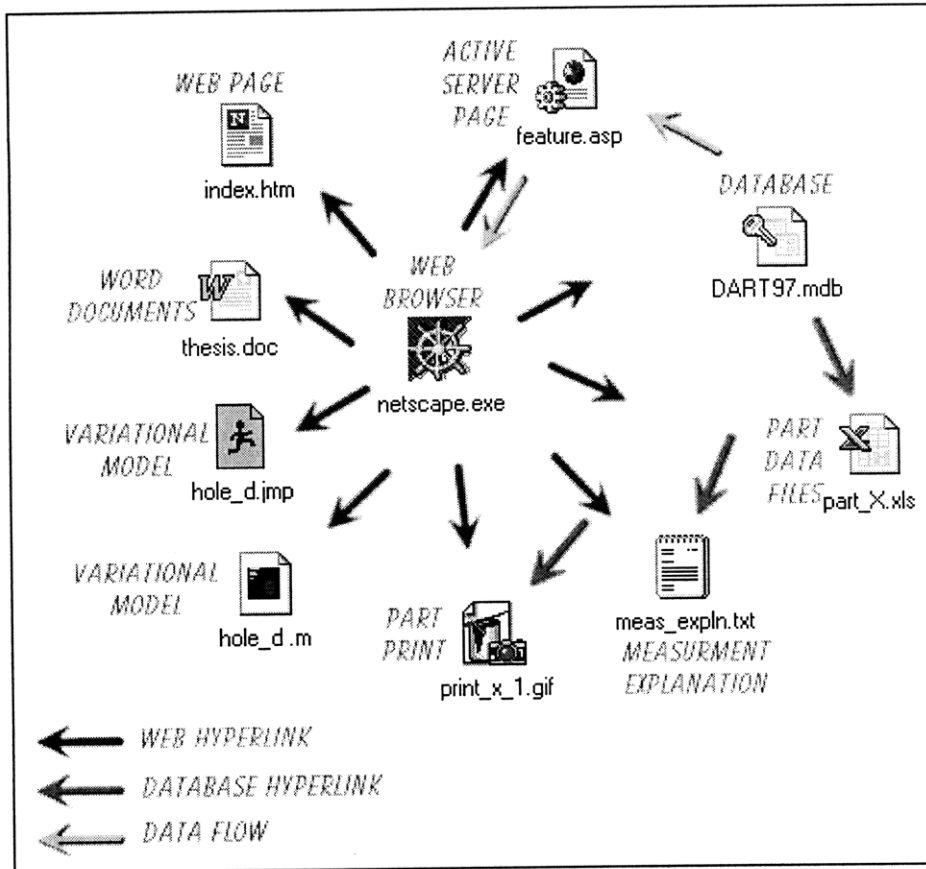 WEB PAGE
index.htm
ACTIVE
SERVER
PAGE
feature.asp
DATABASE
DART97.mdb
WORD
DOCUMENTS
thesis.doc
WEB
BROWSER
netscape.exe
VARIATIONAL
MODEL
hole_d.jmp
PART
DATA
FILES
part_X.xls
VARIATIONAL
MODEL
hole_d .m
PART
PRINT
print_x_1.gif
meas_expln.txt
MEASURMENT
EXPLANATION
WEB HYPERLINK
DATABASE HYPERLINK
DATA FLOW